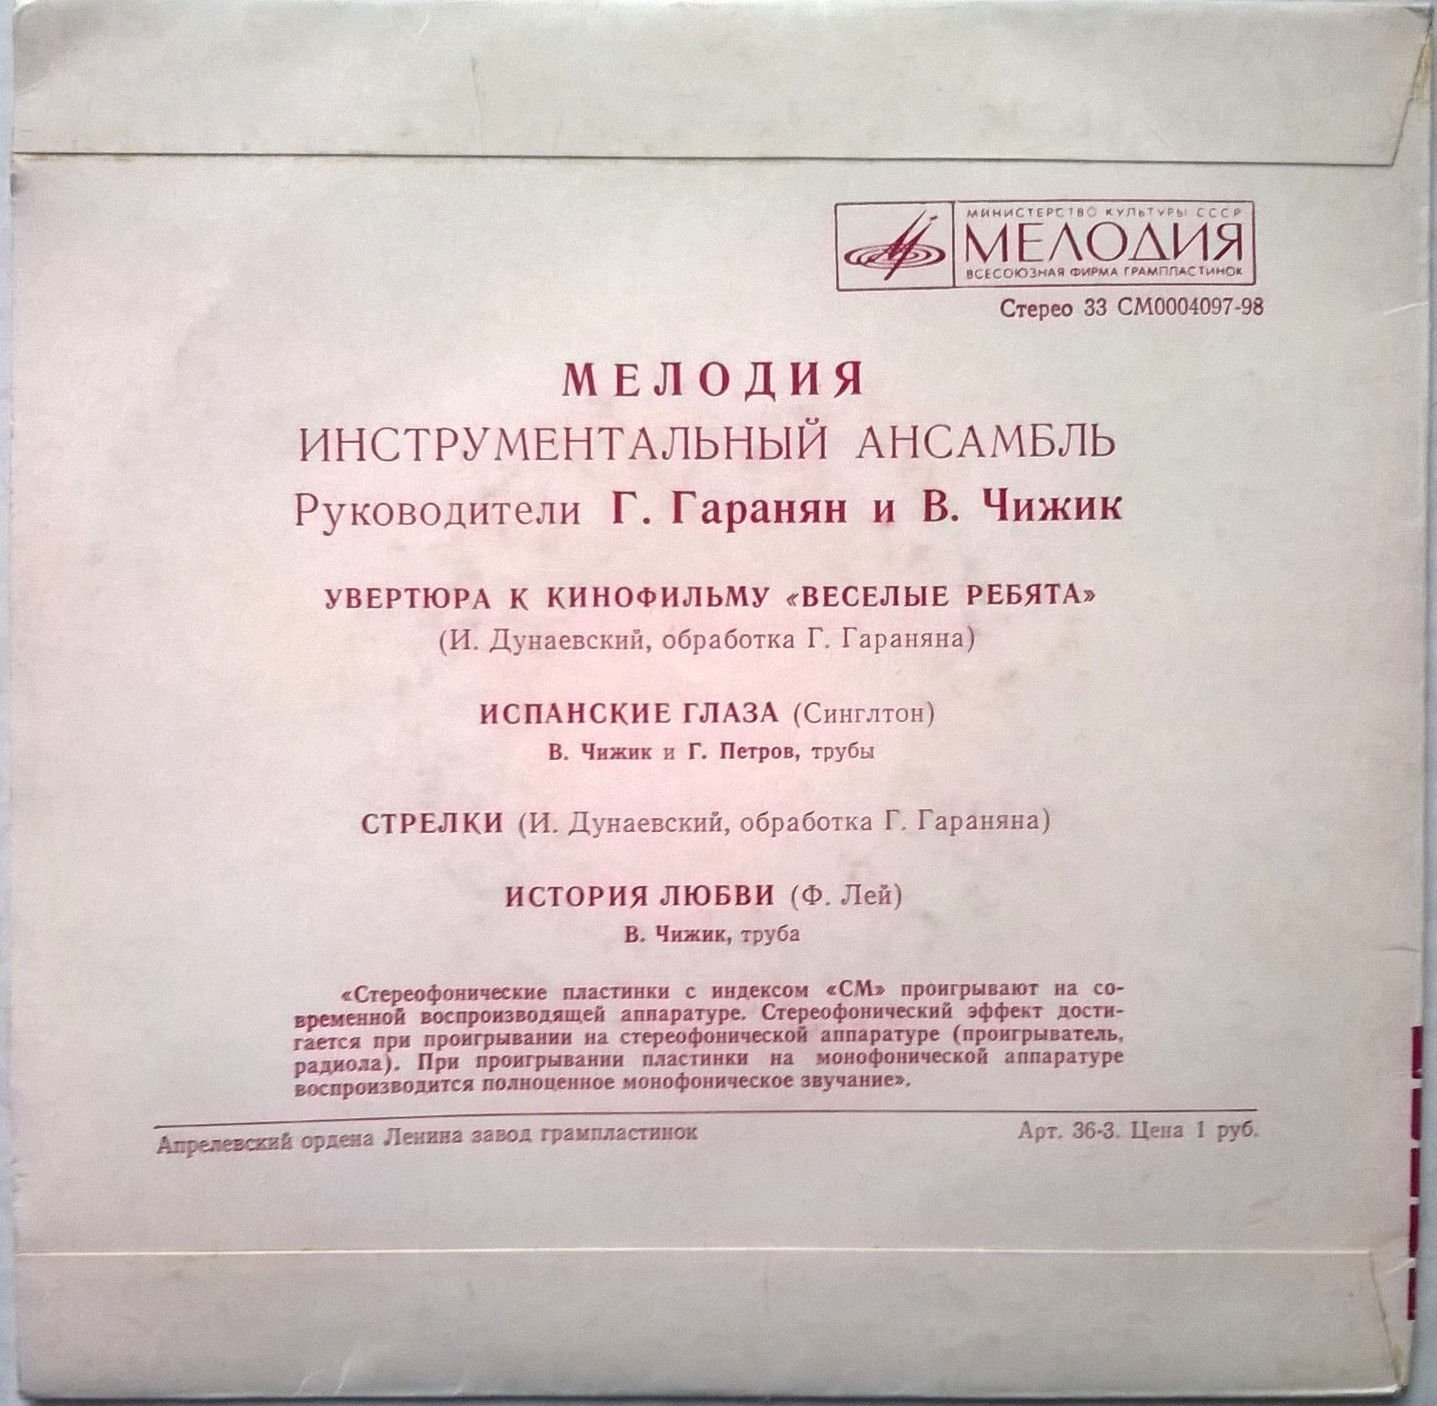 МИНИСТЕРСТВО КУЛЬТУРЫ СССР
МЕЛОДИЯ
ВСЕСОЮЗНАЯ ФИРМА ГРАМПЛАСТИНОК
Стерео 33 СМ0004097-98
МЕЛОДИЯ
ИНСТРУМЕНТАЛЬНЫЙ АНСАМБЛЬ
Руководители Г. Гаранян и В. Чижик
УВЕРТЮРА К КИНОФИЛЬМУ «ВЕСЕЛЫЕ РЕБЯТА»
(И. Дунаевский, обработка Г. Гараняна)
ИСПАНСКИЕ ГЛАЗА (Синглтон)
В. Чижик и Г. Петров, трубы
СТРЕЛКИ (И. Дунаевский, обработка Г. Гараняна)
ИСТОРИЯ ЛЮБВИ (Ф. Лей)
В. Чижик, труба
«Стереофонические пластинки с индексом «СМ» проигрывают на со-
временной воспроизводящей аппаратуре. Стереофонический эффект дости-
гается при проигрывании на стереофонической аппаратуре (проигрыватель,
радиола). При проигрывании пластинки на монофонической аппаратуре
воспроизводится полноценное монофоническое звучание».
Апрелевский ордена Ленина завод грампластинок Арт. 36-3. Цена 1 руб.